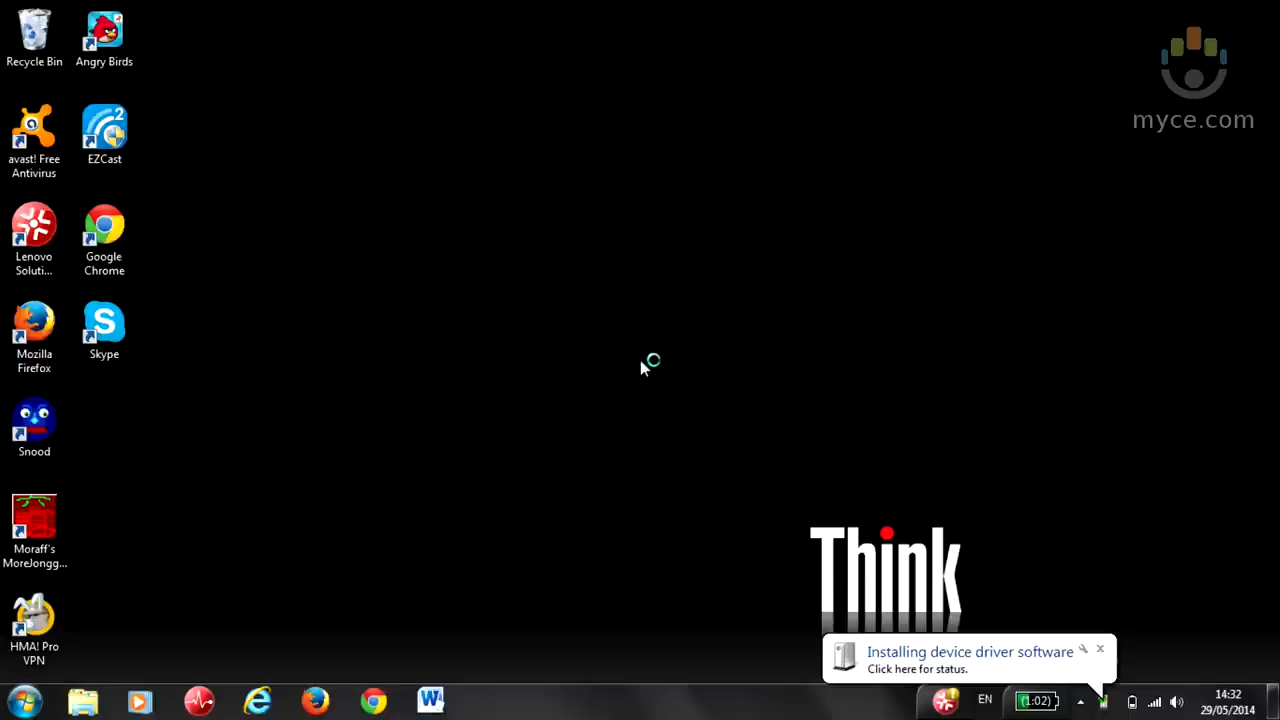 Recycle Bin
Angry Birds
myce.com
avast! Free
Antivirus
2
EZCast
Lenovo
Soluti...
Google
Chrome
Mozilla
Firefox
S
Skype
Snood
Moraff's
MoreJongg...
HMA! Pro
VPN
Think
Installing device driver software
Click here for status.
W
EN
(1:02)
14:32
29/05/2014